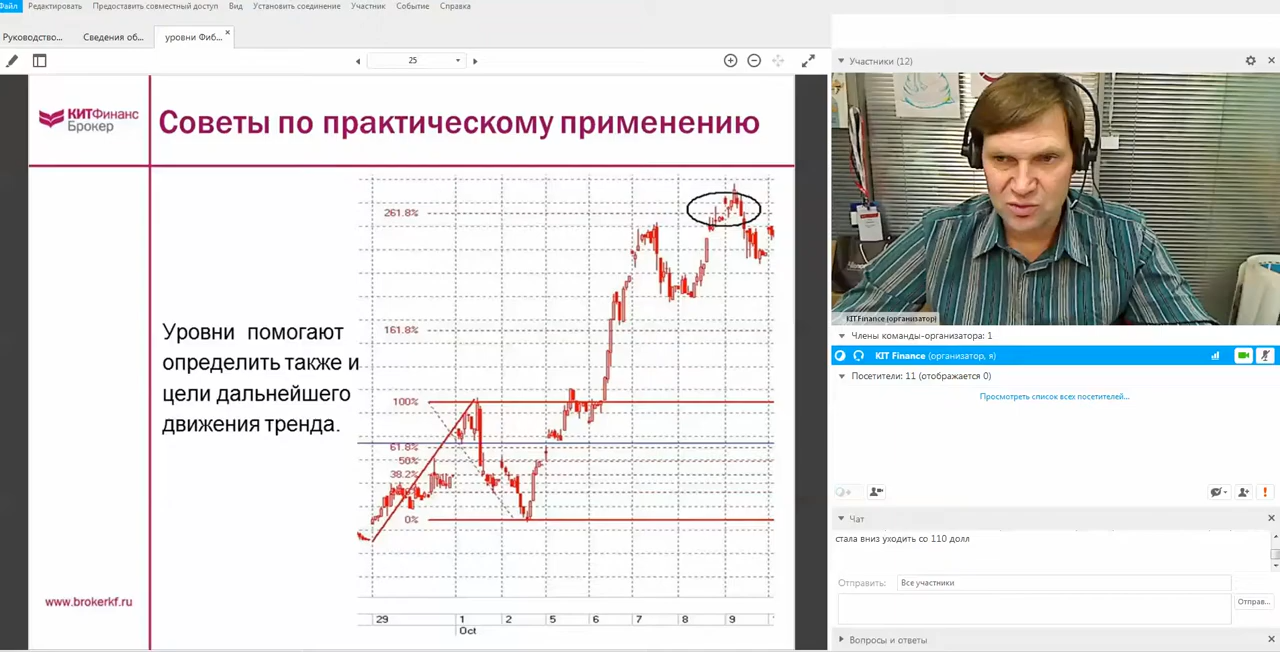 Файл Редактировать Предоставить совместный доступ Вид Установить соединение Участник Событие Справка
Руководство... Сведения об... уровни Фиб...
25
КИТФинанс
Брокер
Советы по практическому применению
Уровни помогают
определить также и
цели дальнейшего
движения тренда.
261.8%
161.8%
100%
61.8%
50%
38.2%
0%
29 1 2 5 6 7 8 9
Oct
www.brokerkf.ru
Участники (12)
KIT Finance (организатор)
Члены команды-организатора: 1
KIT Finance (организатор, я)
Посетители: 11 (отображается 0)
Просмотреть список всех посетителей...
Чат
стала вниз уходить со 110 долл
Отправить: Все участники
Отправ...
Вопросы и ответы